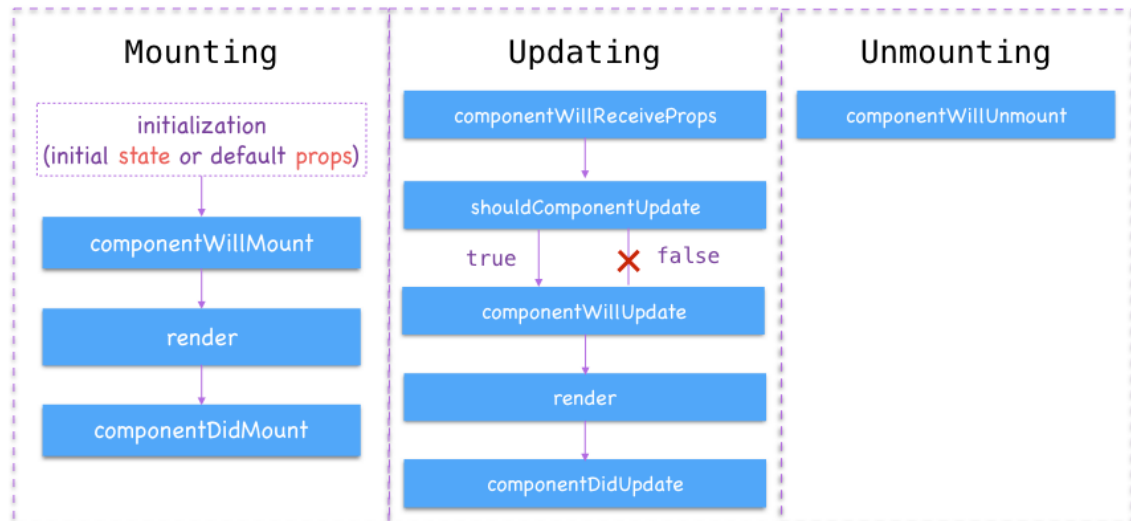 Mounting
initialization
(initial state or default props)
componentWillMount
render
componentDidMount
Updating
componentWillReceiveProps
shouldComponentUpdate
true
false
componentWillUpdate
render
componentDidUpdate
Unmounting
componentWillUnmount